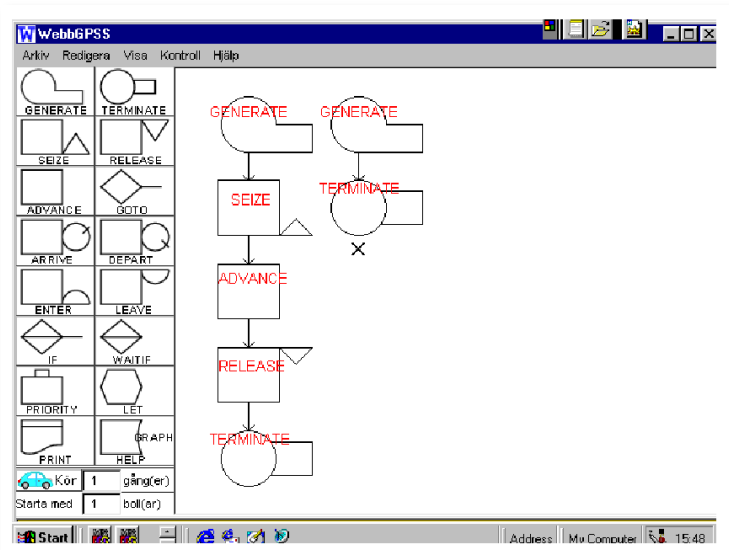 WebbGPSS
Arkiv Redigera Visa Kontroll Hjälp
GENERATE TERMINATE
SEIZE RELEASE
ADVANCE GOTO
ARRIVE DEPART
ENTER LEAVE
IF WAITIF
PRIORITY LET
PRINT HELP GRAPH
Kör 1 gång(er)
Starta med 1 boll(ar)
GENERATE GENERATE
SEIZE TERMINATE
ADVANCE
RELEASE
TERMINATE
Start Address My Computer 15:48